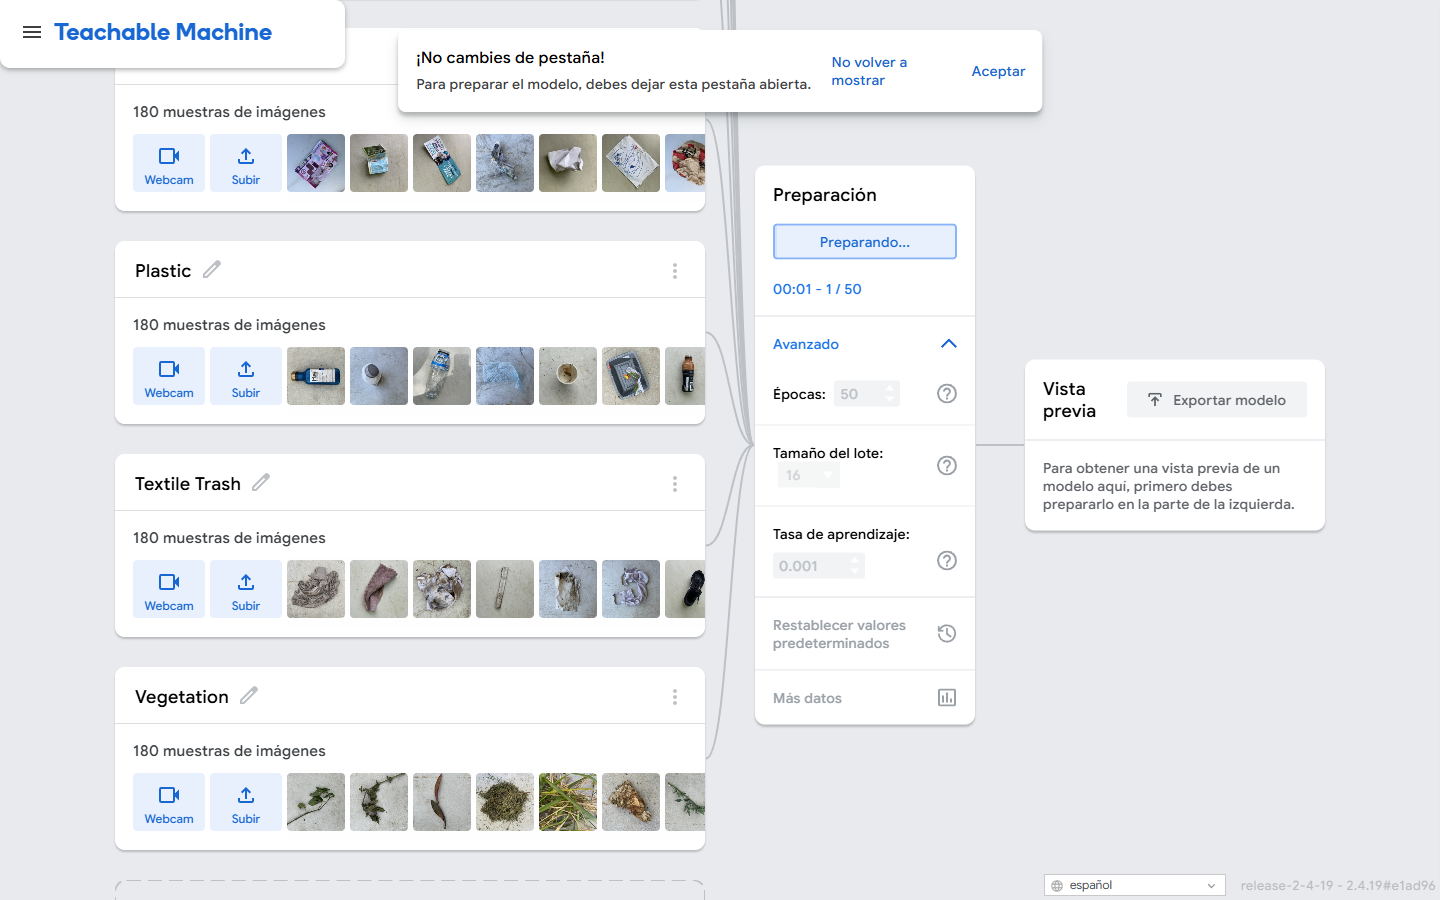 Teachable Machine
¡No cambies de pestaña!
Para preparar el modelo, debes dejar esta pestaña abierta.
No volver a
mostrar
Aceptar
180 muestras de imágenes
Webcam
Subir
Plastic
180 muestras de imágenes
Webcam
Subir
Textile Trash
180 muestras de imágenes
Webcam
Subir
Vegetation
180 muestras de imágenes
Webcam
Subir
Preparación
Preparando...
00:01 - 1 / 50
Avanzado
Épocas: 50
Tamaño del lote:
16
Tasa de aprendizaje:
0.001
Restablecer valores
predeterminados
Más datos
Vista
previa
Exportar modelo
Para obtener una vista previa de un
modelo aquí, primero debes
prepararlo en la parte de la izquierda.
español
release-2-4-19 - 2.4.19#e1ad96